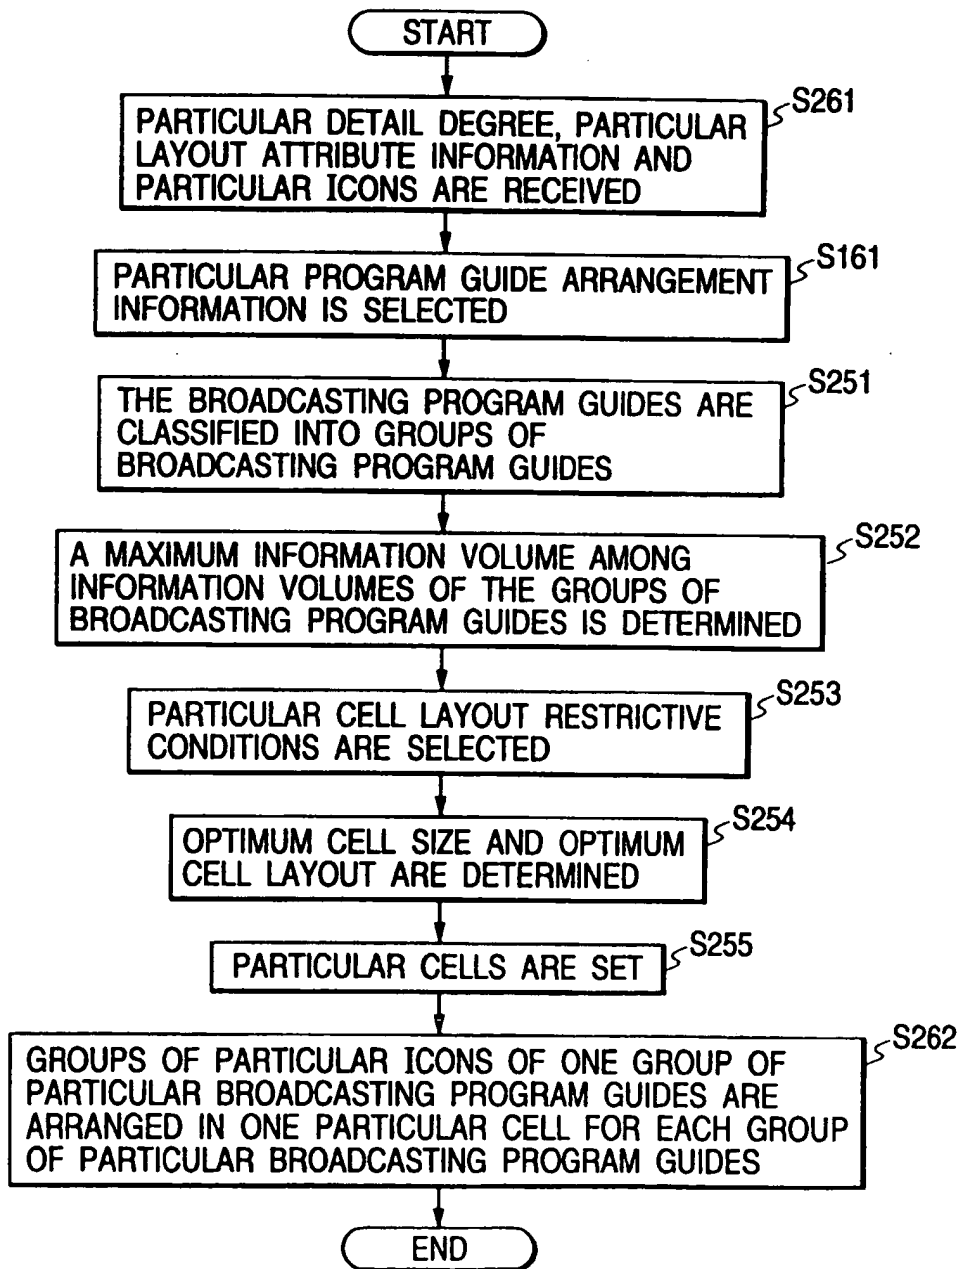 START
S261
PARTICULAR DETAIL DEGREE, PARTICULAR
LAYOUT ATTRIBUTE INFORMATION AND
PARTICULAR ICONS ARE RECEIVED
S161
PARTICULAR PROGRAM GUIDE ARRANGEMENT
INFORMATION IS SELECTED
S251
THE BROADCASTING PROGRAM GUIDES ARE
CLASSIFIED INTO GROUPS OF
BROADCASTING PROGRAM GUIDES
S252
A MAXIMUM INFORMATION VOLUME AMONG
INFORMATION VOLUMES OF THE GROUPS OF
BROADCASTING PROGRAM GUIDES IS DETERMINED
S253
PARTICULAR CELL LAYOUT RESTRICTIVE
CONDITIONS ARE SELECTED
S254
OPTIMUM CELL SIZE AND OPTIMUM
CELL LAYOUT ARE DETERMINED
S255
PARTICULAR CELLS ARE SET
S262
GROUPS OF PARTICULAR ICONS OF ONE GROUP OF
PARTICULAR BROADCASTING PROGRAM GUIDES ARE
ARRANGED IN ONE PARTICULAR CELL FOR EACH GROUP
OF PARTICULAR BROADCASTING PROGRAM GUIDES
END